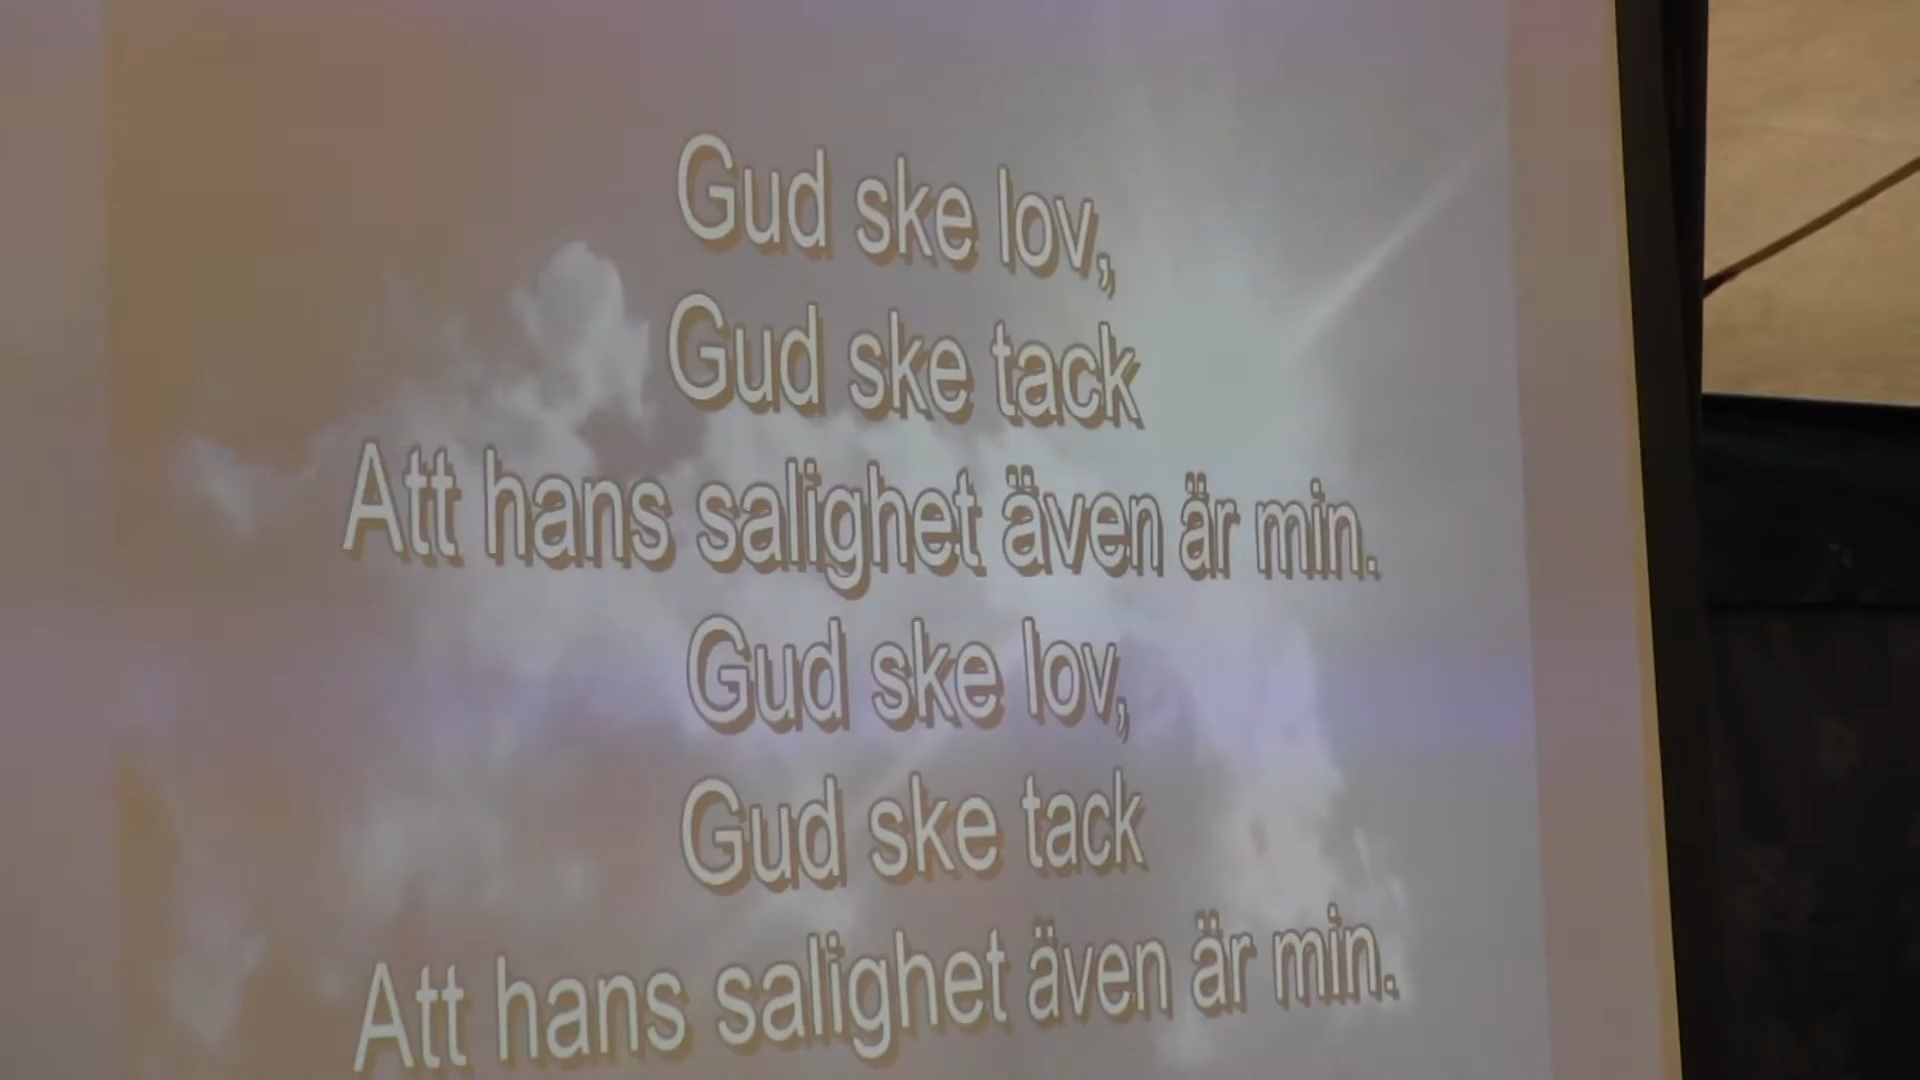 Gud ske lov,
Gud ske tack
Att hans salighet även är min.
Gud ske lov,
Gud ske tack
Att hans salighet även är min.